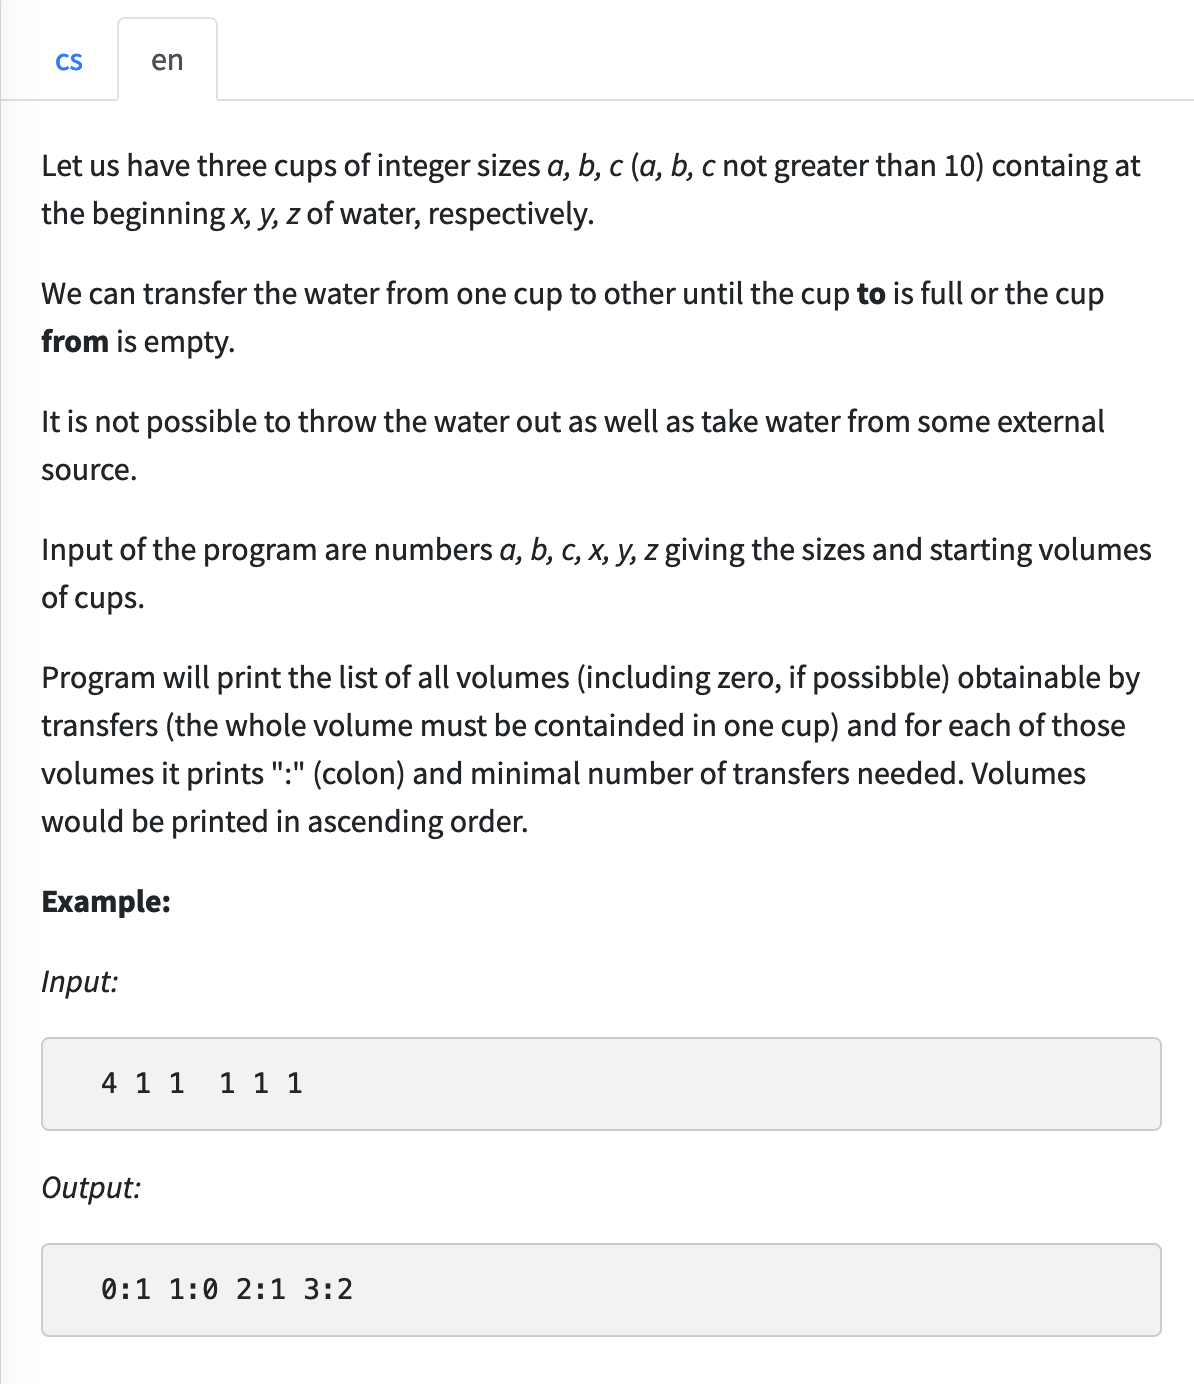 cs
en
Let us have three cups of integer sizes a, b, c (a, b, c not greater than 10) containg at
the beginning x, y, z of water, respectively.
We can transfer the water from one cup to other until the cup to is full or the cup
from is empty.
It is not possible to throw the water out as well as take water from some external
source.
Input of the program are numbers a, b, c, x, y, z giving the sizes and starting volumes
of cups.
Program will print the list of all volumes (including zero, if possibble) obtainable by
transfers (the whole volume must be containded in one cup) and for each of those
volumes it prints ":" (colon) and minimal number of transfers needed. Volumes
would be printed in ascending order.
Example:
Input:
4 1 1  1 1 1
Output:
0:1 1:0 2:1 3:2